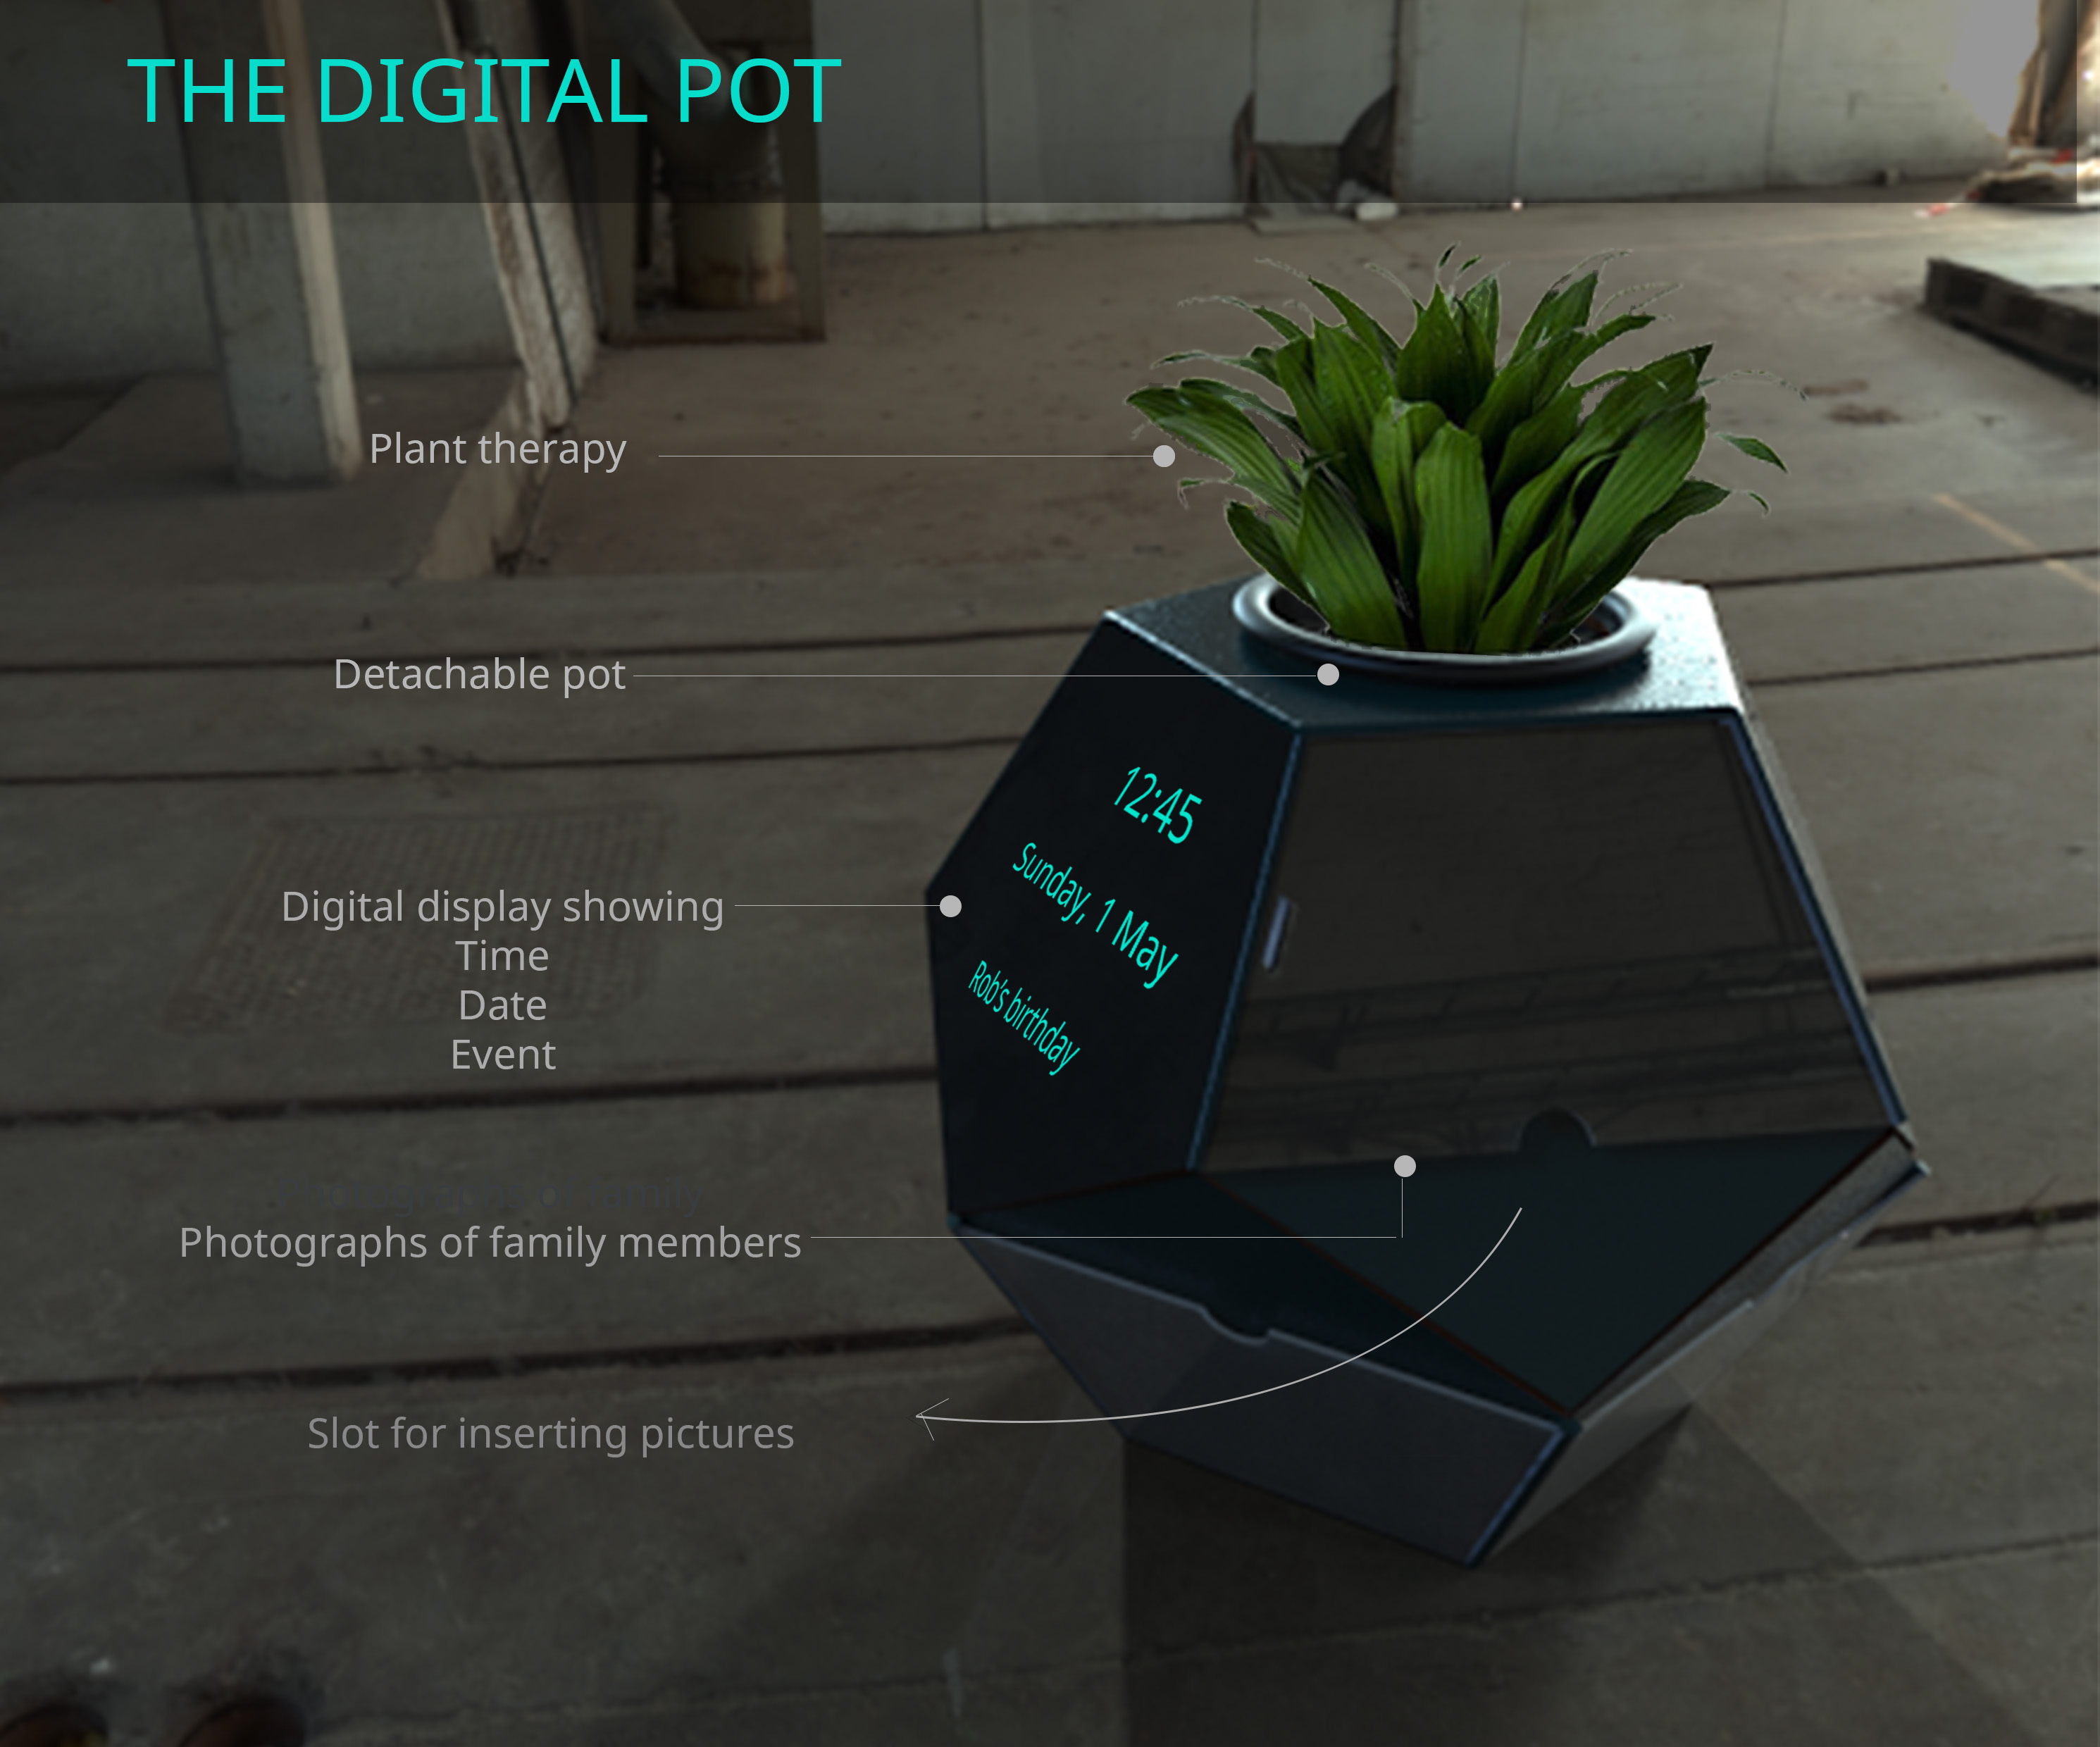 THE DIGITAL POT
Plant therapy
Detachable pot
12:45
Sunday, 1 May
Rob's birthday
Digital display showing
Time
Date
Event
Photographs of family
Photographs of family members
Slot for inserting pictures